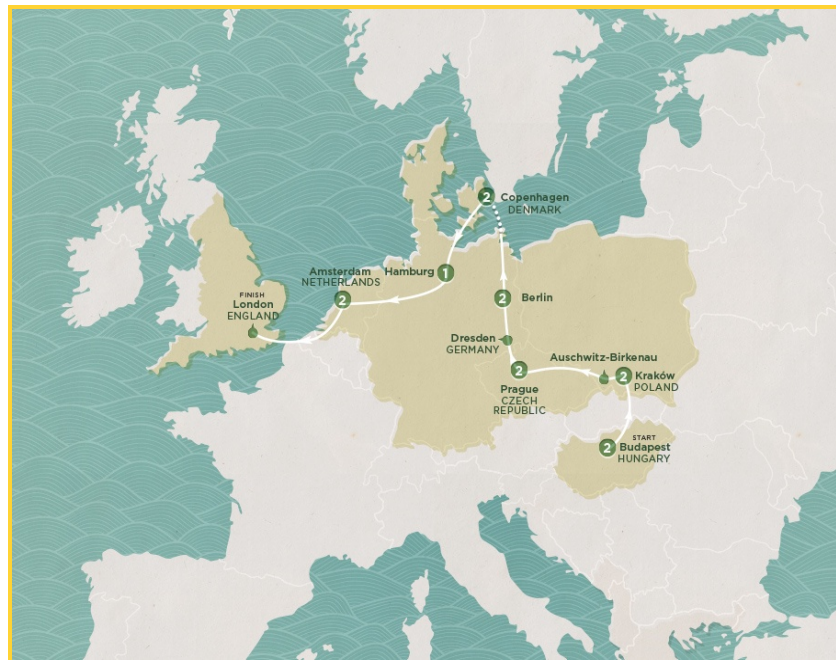 2
Copenhagen
DENMARK
Hamburg
1
Amsterdam
NETHERLANDS
2
FINISH
London
ENGLAND
2
Berlin
Dresden
GERMANY
Auschwitz-Birkenau
2
Prague
CZECH
REPUBLIC
2
Kraków
POLAND
START
2
Budapest
HUNGARY